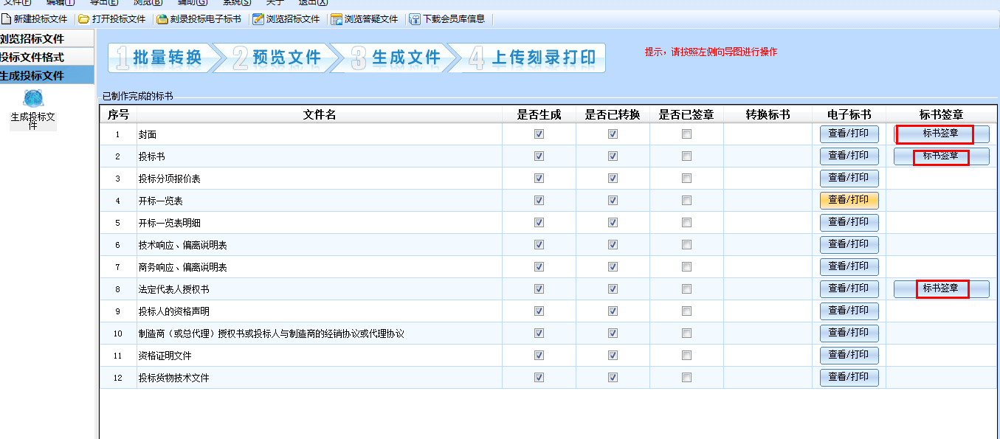 文件(F) 编辑(T) 导出(E) 浏览(B) 辅助(G) 系统(S) 关于 退出(X)
新建投标文件 打开投标文件 刻录投标电子标书 浏览招标文件 浏览答疑文件 下载会员库信息
浏览招标文件
投标文件格式
生成投标文件
生成投标文
件
1 批量转换 2 预览文件 3 生成文件 4 上传刻录打印
提示，请按照左侧向导图进行操作
已制作完成的标书
序号 文件名 是否生成 是否已转换 是否已签章 转换标书 电子标书 标书签章
1 封面 查看/打印 标书签章
2 投标书 查看/打印 标书签章
3 投标分项报价表 查看/打印
4 开标一览表 查看/打印
5 开标一览表明细 查看/打印
6 技术响应、偏离说明表 查看/打印
7 商务响应、偏离说明表 查看/打印
8 法定代表人授权书 查看/打印 标书签章
9 投标人的资格声明 查看/打印
10 制造商（或总代理）授权书或投标人与制造商的经销协议或代理协议 查看/打印
11 资格证明文件 查看/打印
12 投标货物技术文件 查看/打印